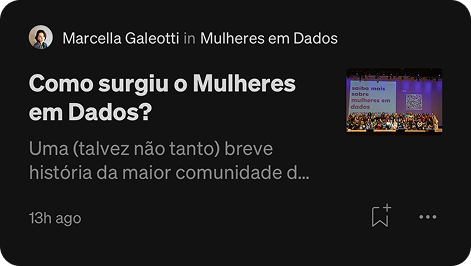 Marcella Galeotti in Mulheres em Dados
Como surgiu o Mulheres
em Dados?
Uma (talvez não tanto) breve
história da maior comunidade d...
saiba mais
sobre
mulheres em
dados
13h ago